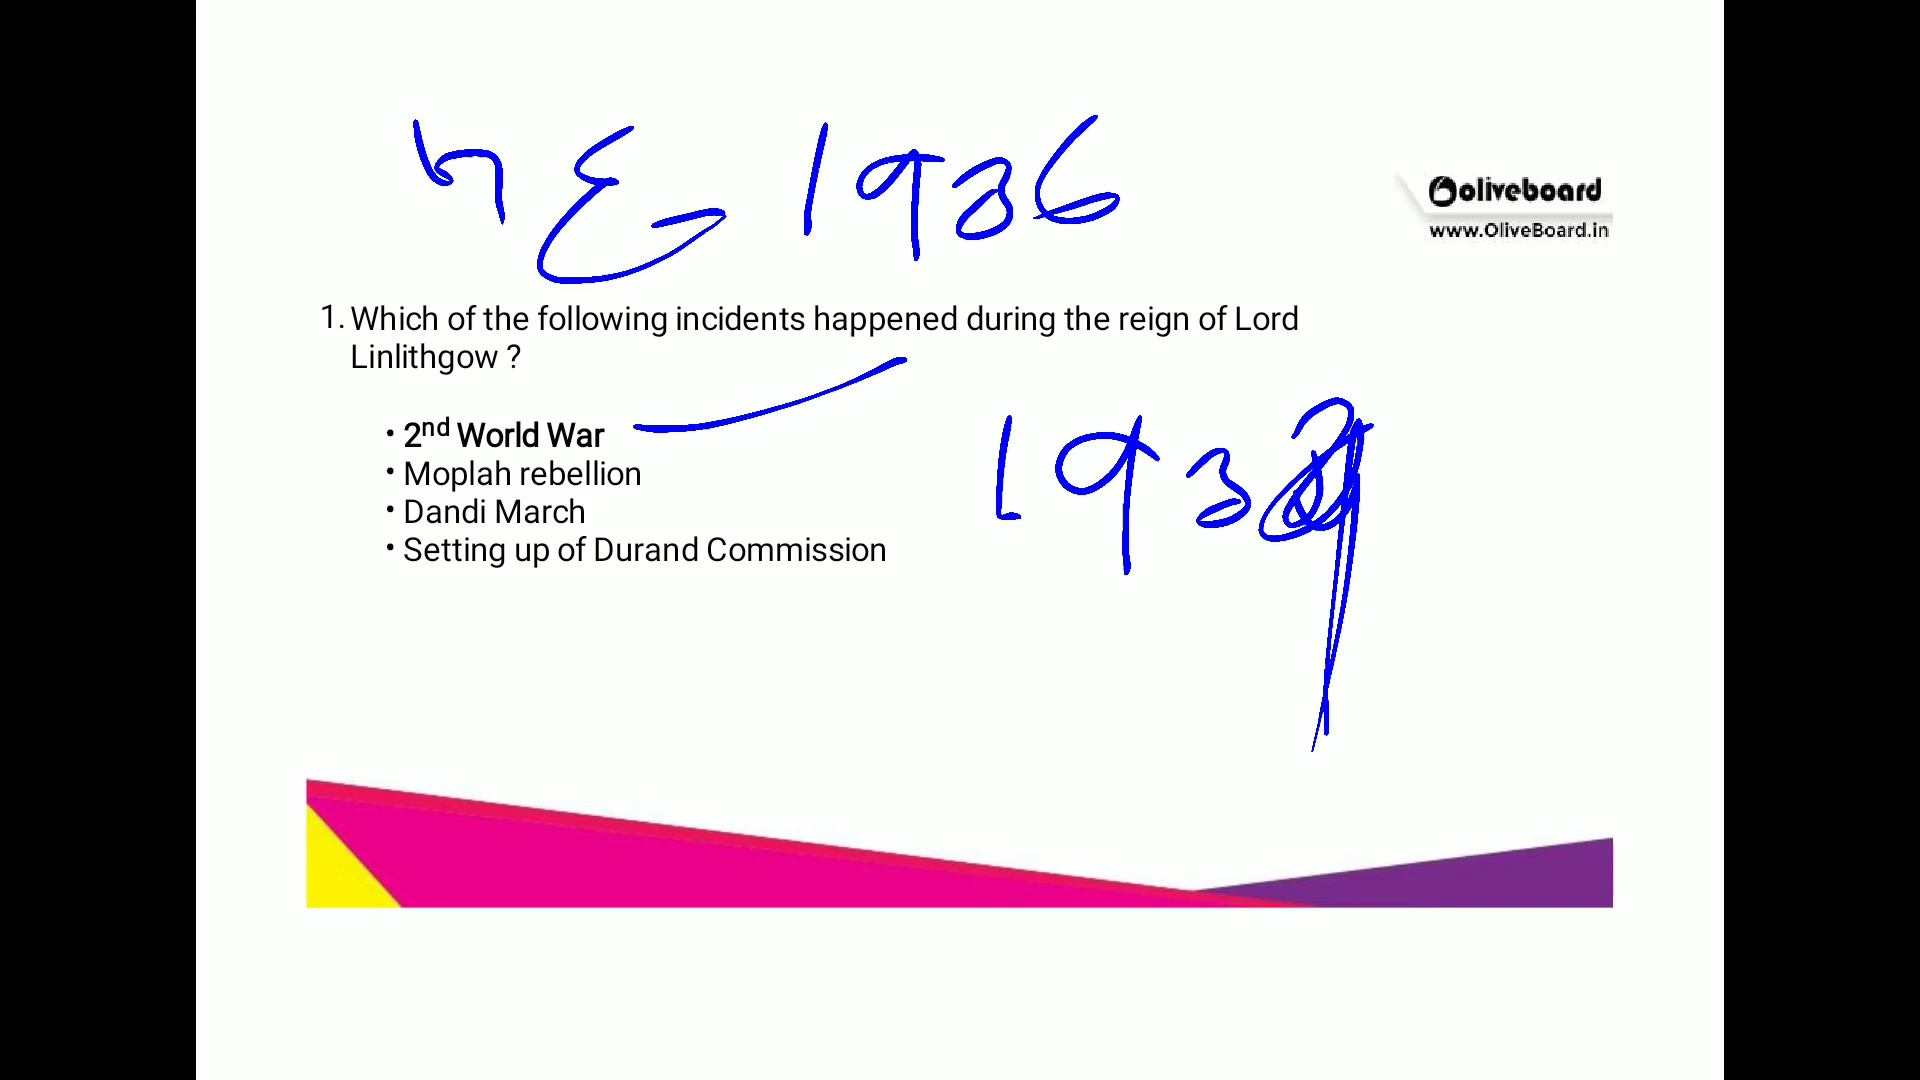 1936
oliveboard
www.OliveBoard.in
1. Which of the following incidents happened during the reign of Lord
Linlithgow ?
• 2nd World War
• Moplah rebellion
• Dandi March
• Setting up of Durand Commission